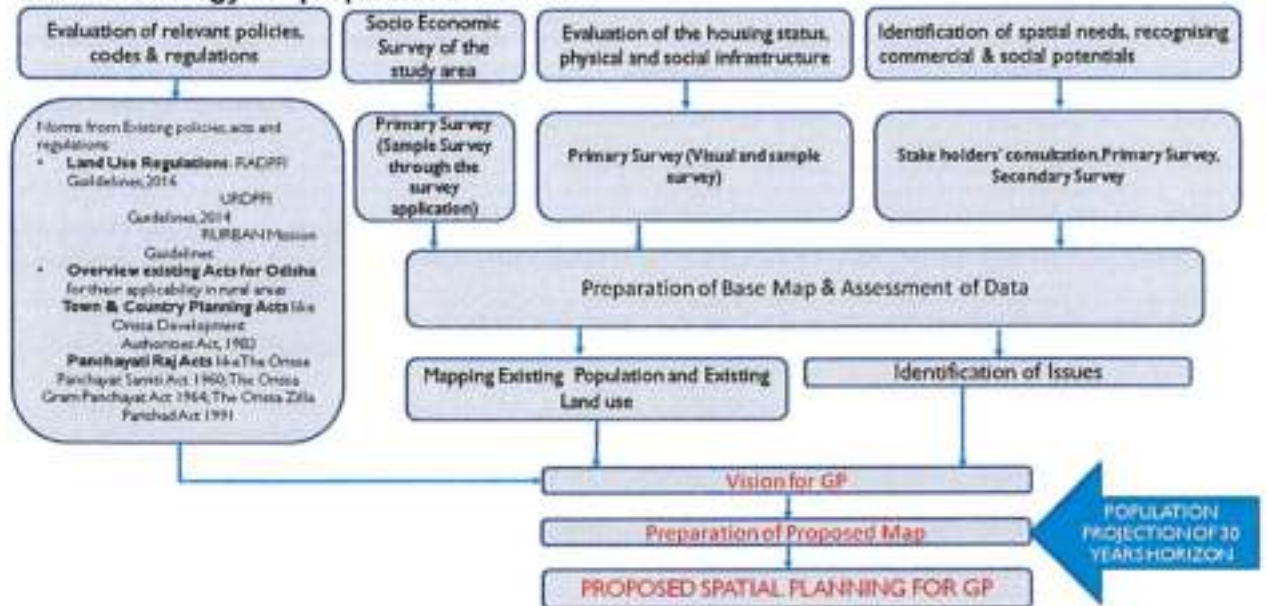 Evaluation of relevant policies,
codes & regulations
Socio Economic
Survey of the
study area
Evaluation of the housing status,
physical and social infrastructure
Identification of spatial needs, recognising
commercial & social potentials
Norms from Existing policies, acts and
regulations
• Land Use Regulations: RADPFI
Guildelines, 2016
URDPFI
Guidelines, 2014
RURBAN Mission
Guidelines
• Overview existing Acts for Odisha
for their applicability in rural areas
Town & Country Planning Acts like
Orissa Development
Authorities Act, 1982
Panchayati Raj Acts like The Orissa
Panchayat Samiti Act 1960; The Orissa
Gram Panchayat Act 1964; The Orissa Zilla
Parishad Act 1991
Primary Survey
(Sample Survey
through the
survey
application)
Primary Survey (Visual and sample
survey)
Stake holders' consultation, Primary Survey,
Secondary Survey
Preparation of Base Map & Assessment of Data
Mapping Existing Population and Existing
Land use
Identification of Issues
Vision for GP
Preparation of Proposed Map
POPULATION
PROJECTION OF 30
YEARS HORIZON
PROPOSED SPATIAL PLANNING FOR GP